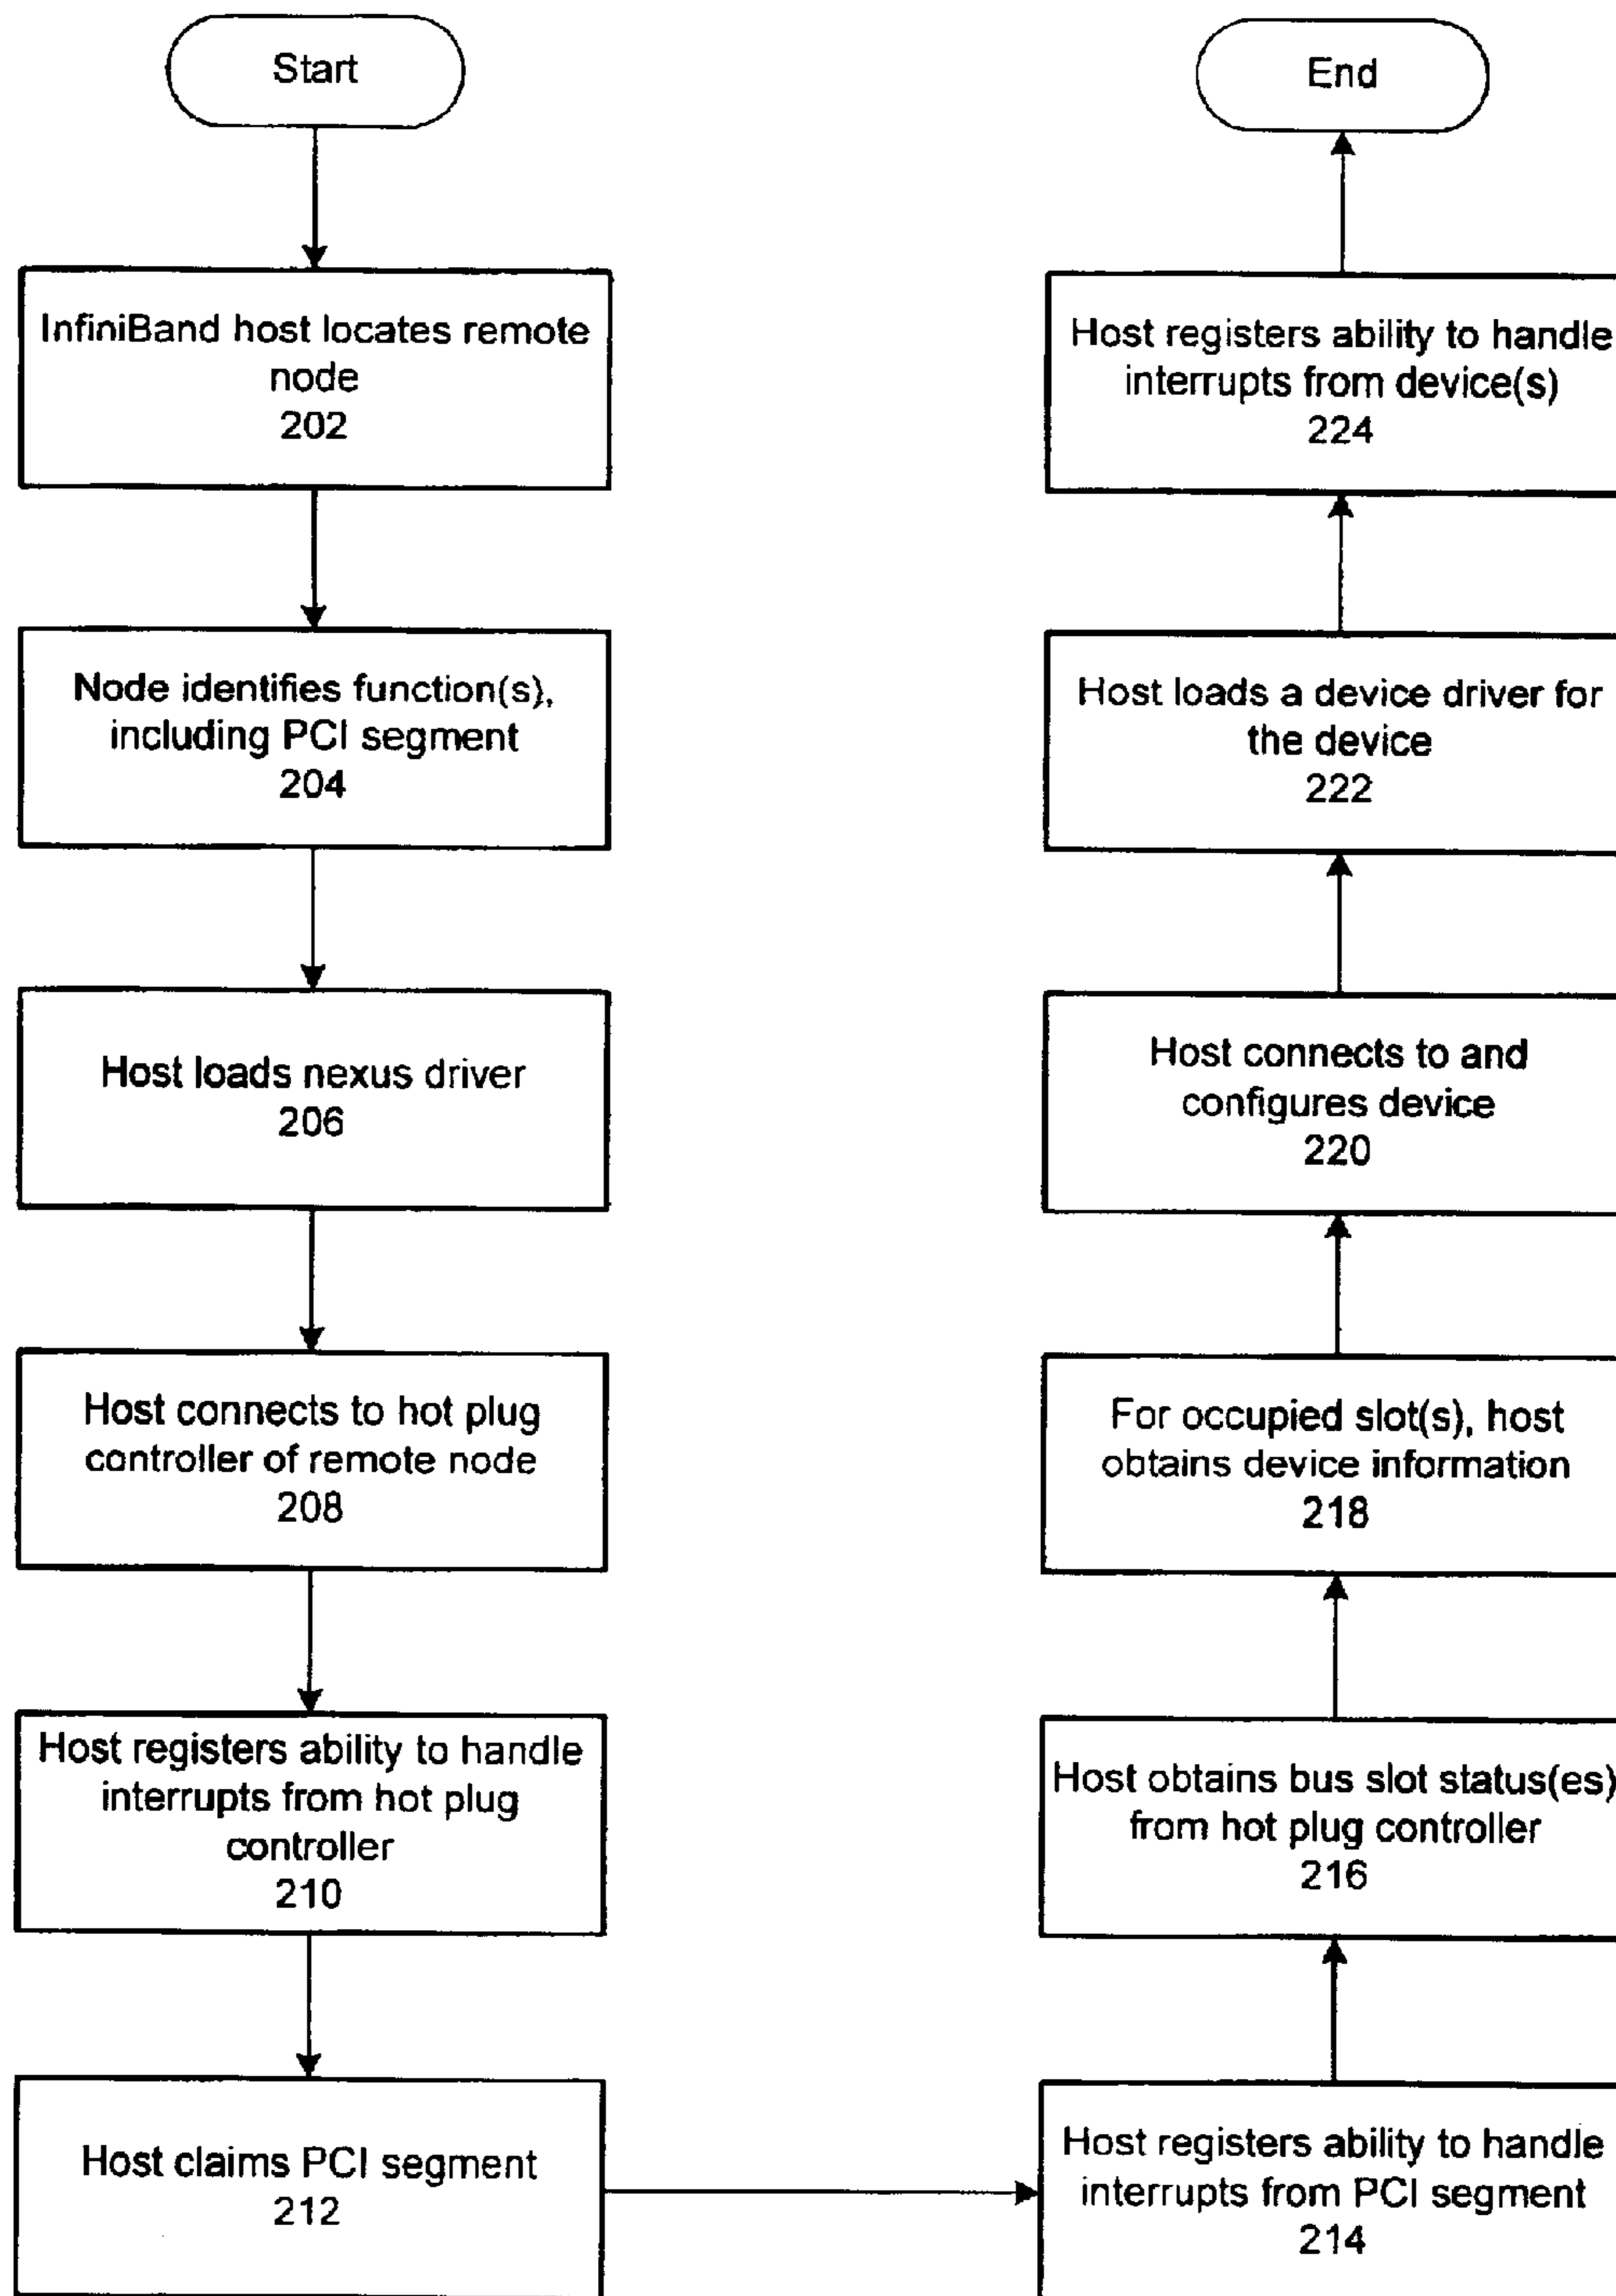 Start
InfiniBand host locates remote
node
202
Node identifies function(s),
including PCI segment
204
Host loads nexus driver
206
Host connects to hot plug
controller of remote node
208
Host registers ability to handle
interrupts from hot plug
controller
210
Host claims PCI segment
212
Host registers ability to handle
interrupts from PCI segment
214
Host obtains bus slot status(es)
from hot plug controller
216
For occupied slot(s), host
obtains device information
218
Host connects to and
configures device
220
Host loads a device driver for
the device
222
Host registers ability to handle
interrupts from device(s)
224
End